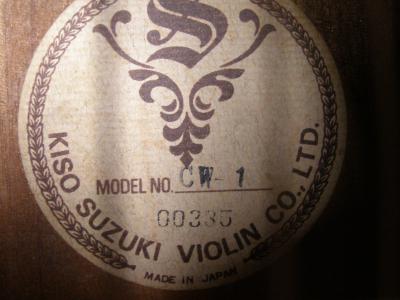 S
MODEL NO. CW-1
00335
KISO SUZUKI VIOLIN CO., LTD.
MADE IN JAPAN